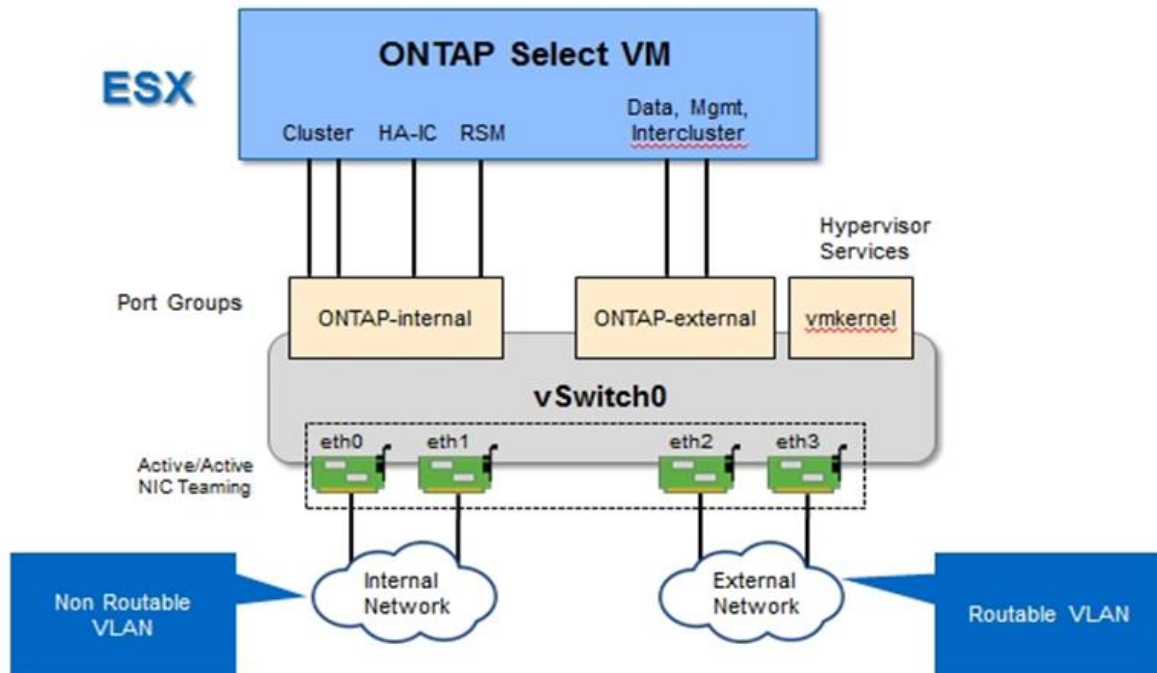 ONTAP Select VM
ESX
Data, Mgmt,
Cluster HA-IC RSM Intercluster
Hypervisor
Services
Port Groups
ONTAP-internal
ONTAP-external
vmkernel
vSwitch0
eth0 eth1 eth2 eth3
Active/Active
NIC Teaming
Internal
Network
External
Network
Non Routable
VLAN
Routable VLAN